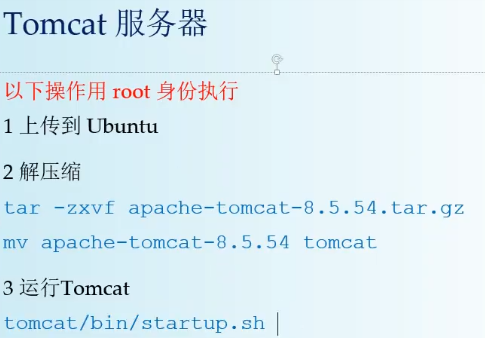 Tomcat 服务器
以下操作用 root 身份执行
1 上传到 Ubuntu
2 解压缩
tar -zxvf apache-tomcat-8.5.54.tar.gz
mv apache-tomcat-8.5.54 tomcat
3 运行Tomcat
tomcat/bin/startup.sh